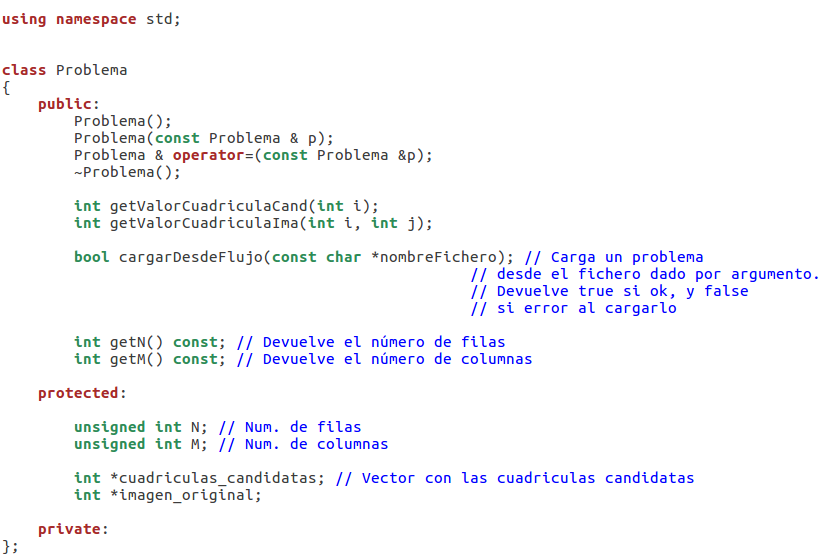 using namespace std;
class Problema
{
public:
Problema();
Problema(const Problema & p);
Problema & operator=(const Problema &p);
~Problema();
int getValorCuadriculaCand(int i);
int getValorCuadriculaIma(int i, int j);
bool cargarDesdeFlujo(const char *nombreFichero); // Carga un problema
// desde el fichero dado por argumento.
// Devuelve true si ok, y false
// si error al cargarlo
int getN() const; // Devuelve el número de filas
int getM() const; // Devuelve el número de columnas
protected:
unsigned int N; // Num. de filas
unsigned int M; // Num. de columnas
int *cuadriculas_candidatas; // Vector con las cuadriculas candidatas
int *imagen_original;
private:
};